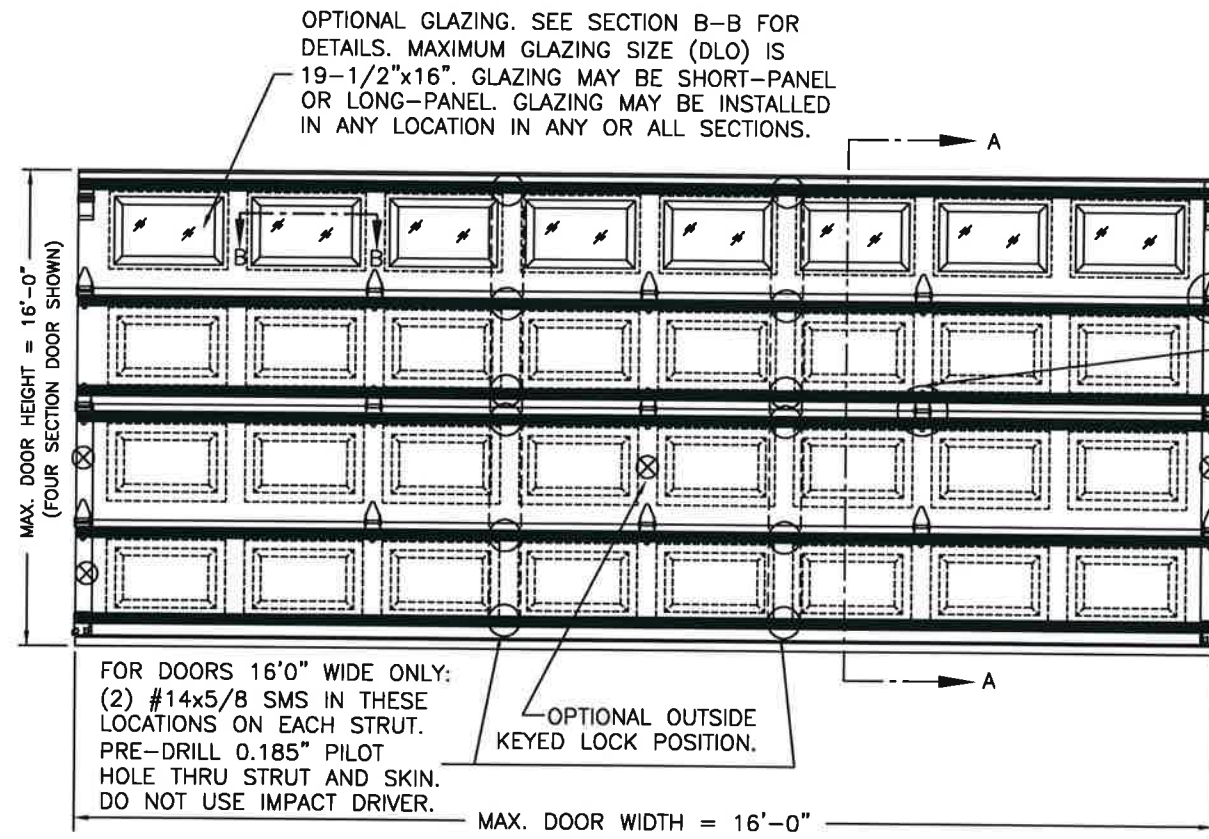 OPTIONAL GLAZING. SEE SECTION B-B FOR
DETAILS. MAXIMUM GLAZING SIZE (DLO) IS
19-1/2"x16". GLAZING MAY BE SHORT-PANEL
OR LONG-PANEL. GLAZING MAY BE INSTALLED
IN ANY LOCATION IN ANY OR ALL SECTIONS.
A
B
B
MAX. DOOR HEIGHT = 16'-0"
(FOUR SECTION DOOR SHOWN)
FOR DOORS 16'0" WIDE ONLY:
(2) #14x5/8 SMS IN THESE
LOCATIONS ON EACH STRUT.
PRE-DRILL 0.185" PILOT
HOLE THRU STRUT AND SKIN.
DO NOT USE IMPACT DRIVER.
OPTIONAL OUTSIDE
KEYED LOCK POSITION.
A
MAX. DOOR WIDTH = 16'-0"